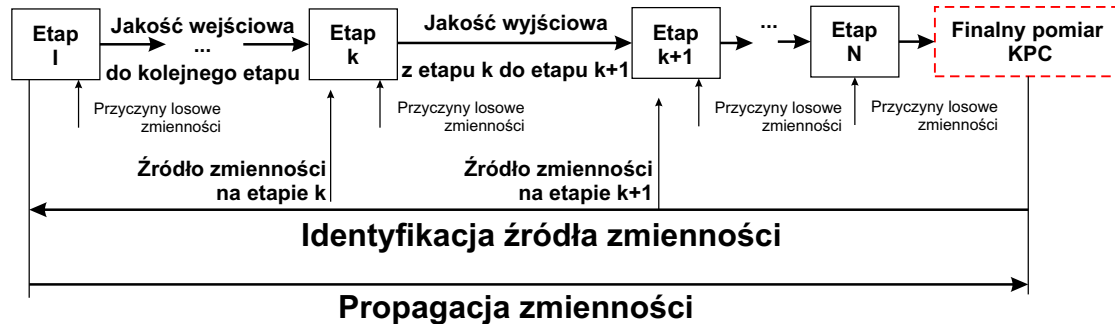 Etap
I
Jakość wejściowa
...
do kolejnego etapu
Etap
k
Jakość wyjściowa
z etapu k do etapu k+1
Etap
k+1
...
Etap
N
Finalny pomiar
KPC
Przyczyny losowe
zmienności
Przyczyny losowe
zmienności
Przyczyny losowe
zmienności
Przyczyny losowe
zmienności
Źródło zmienności
na etapie k
Źródło zmienności
na etapie k+1
Identyfikacja źródła zmienności
Propagacja zmienności